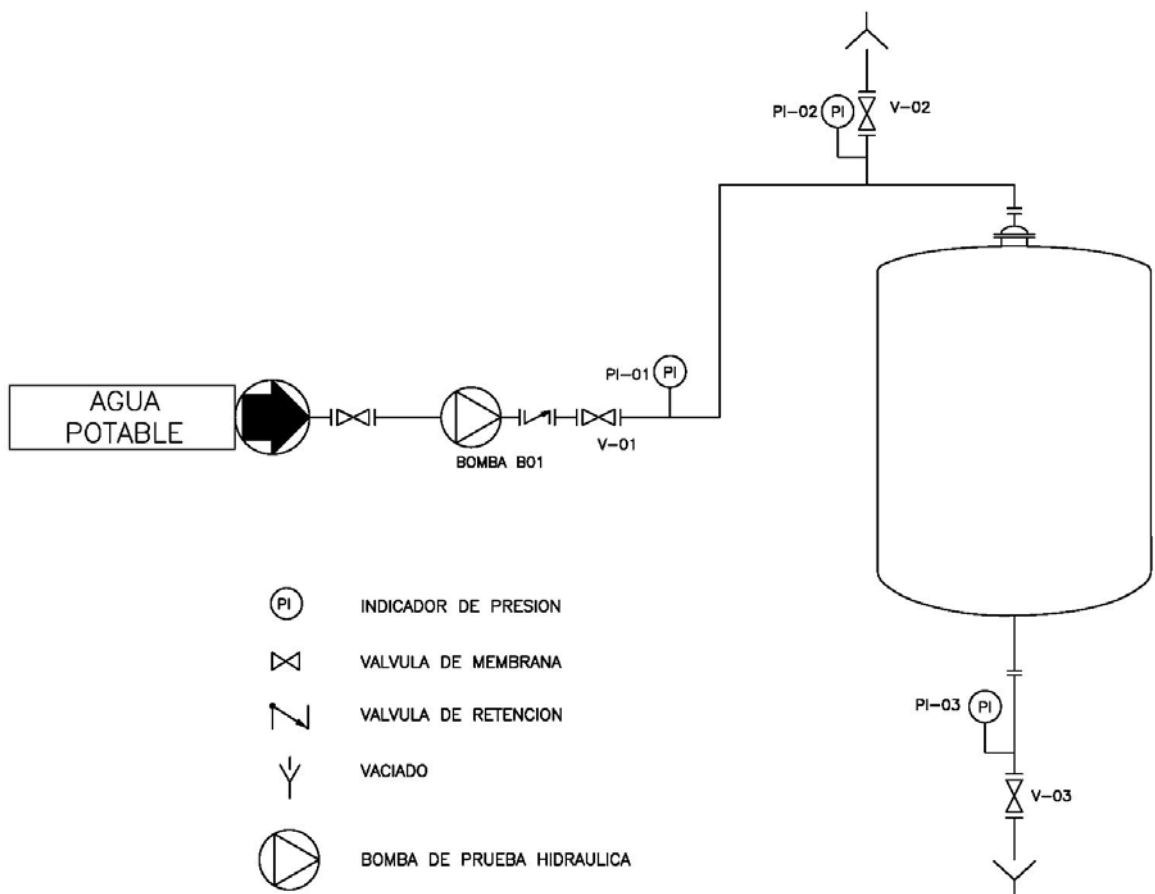 PI-02
PI
V-02
PI-01
PI
AGUA
POTABLE
V-01
BOMBA B01
PI
INDICADOR DE PRESION
VALVULA DE MEMBRANA
PI-03
PI
VALVULA DE RETENCION
VACIADO
V-03
BOMBA DE PRUEBA HIDRAULICA